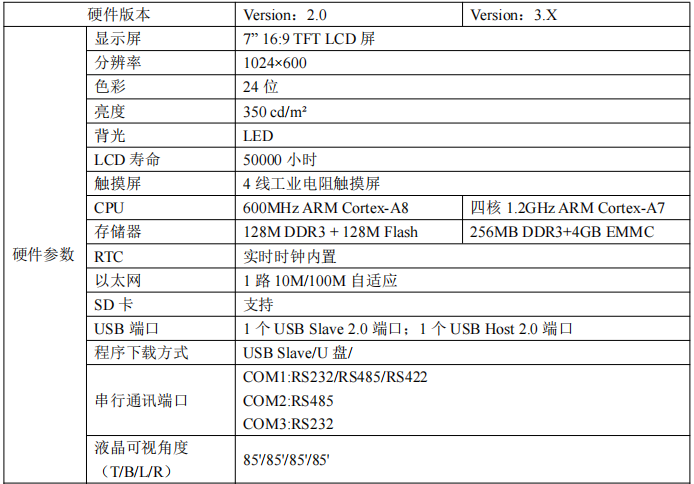 硬件版本 Version：2.0 Version：3.X
显示屏 7” 16:9 TFT LCD 屏
分辨率 1024×600
色彩 24 位
亮度 350 cd/m²
背光 LED
LCD 寿命 50000 小时
触摸屏 4 线工业电阻触摸屏
CPU 600MHz ARM Cortex-A8 四核 1.2GHz ARM Cortex-A7
存储器 128M DDR3 + 128M Flash 256MB DDR3+4GB EMMC
硬件参数 RTC 实时时钟内置
以太网 1 路 10M/100M 自适应
SD 卡 支持
USB 端口 1 个 USB Slave 2.0 端口；1 个 USB Host 2.0 端口
程序下载方式 USB Slave/U 盘/
串行通讯端口 COM1:RS232/RS485/RS422
COM2:RS485
COM3:RS232
液晶可视角度
（T/B/L/R） 85'/85'/85'/85'